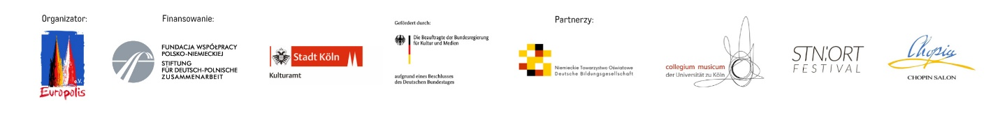 Organizator:
e.V.
Europolis
Finansowanie:
FUNDACJA WSPÓŁPRACY
POLSKO-NIEMIECKIEJ
STIFTUNG
FÜR DEUTSCH-POLNISCHE
ZUSAMMENARBEIT
Stadt Köln
Kulturamt
Gefördert durch:
Die Beauftragte der Bundesregierung
für Kultur und Medien
aufgrund eines Beschlusses
des Deutschen Bundestages
Partnerzy:
Niemieckie Towarzystwo Oświatowe
Deutsche Bildungsgesellschaft
collegium musicum
der Universität zu Köln
STN:ORT
FESTIVAL
Chopin
CHOPIN SALON